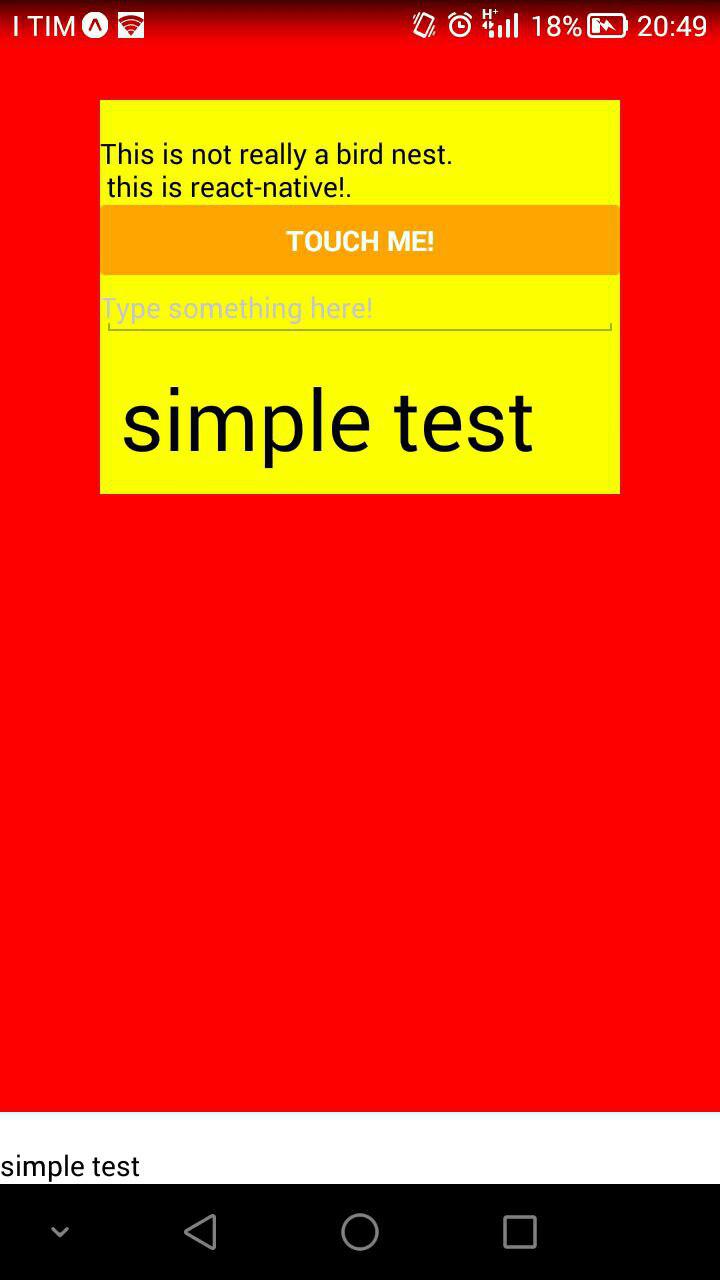 I TIM
H+
18%
20:49
This is not really a bird nest.
this is react-native!.
TOUCH ME!
Type something here!
simple test
simple test